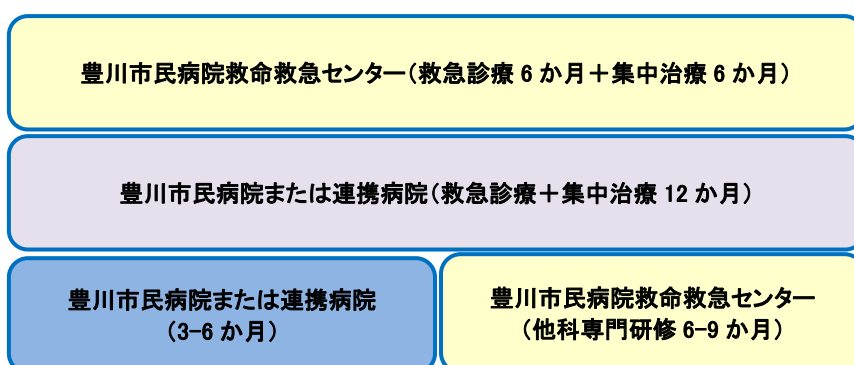 豊川市民病院救命救急センター（救急診療 6 か月＋集中治療 6 か月）
豊川市民病院または連携病院（救急診療＋集中治療 12 か月）
豊川市民病院または連携病院
（3-6 か月）
豊川市民病院救命救急センター
（他科専門研修 6-9 か月）